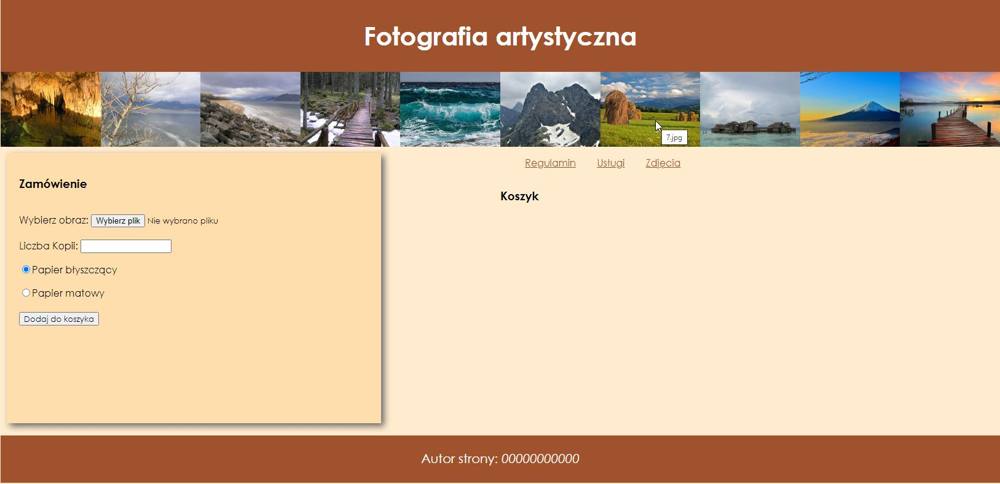 Fotografia artystyczna
7.jpg
Zamówienie
Wybierz obraz: Wybierz plik Nie wybrano pliku
Liczba Kopii:
Papier błyszczący
Papier matowy
Dodaj do koszyka
Regulamin Usługi Zdjęcia
Koszyk
Autor strony: 00000000000